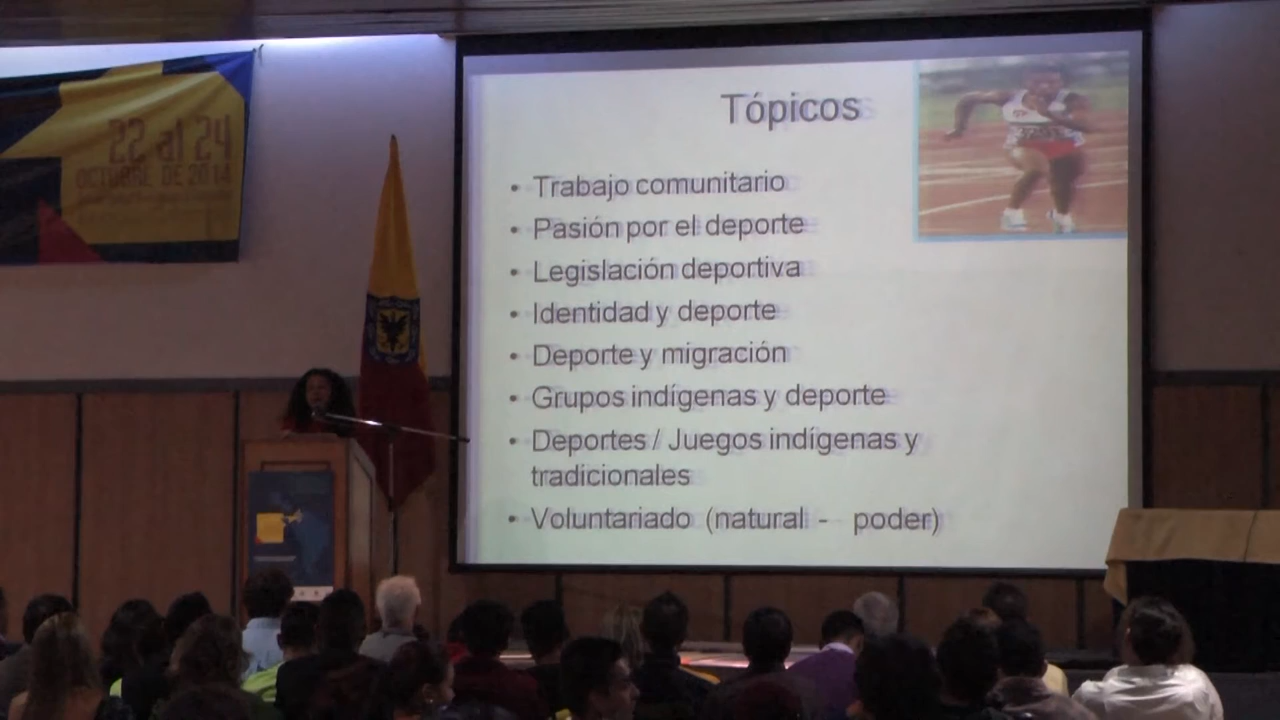 22 al 24
OCTUBRE DE 2014
Tópicos
• Trabajo comunitario
• Pasión por el deporte
• Legislación deportiva
• Identidad y deporte
• Deporte y migración
• Grupos indígenas y deporte
• Deportes / Juegos indígenas y
tradicionales
• Voluntariado (natural - poder)